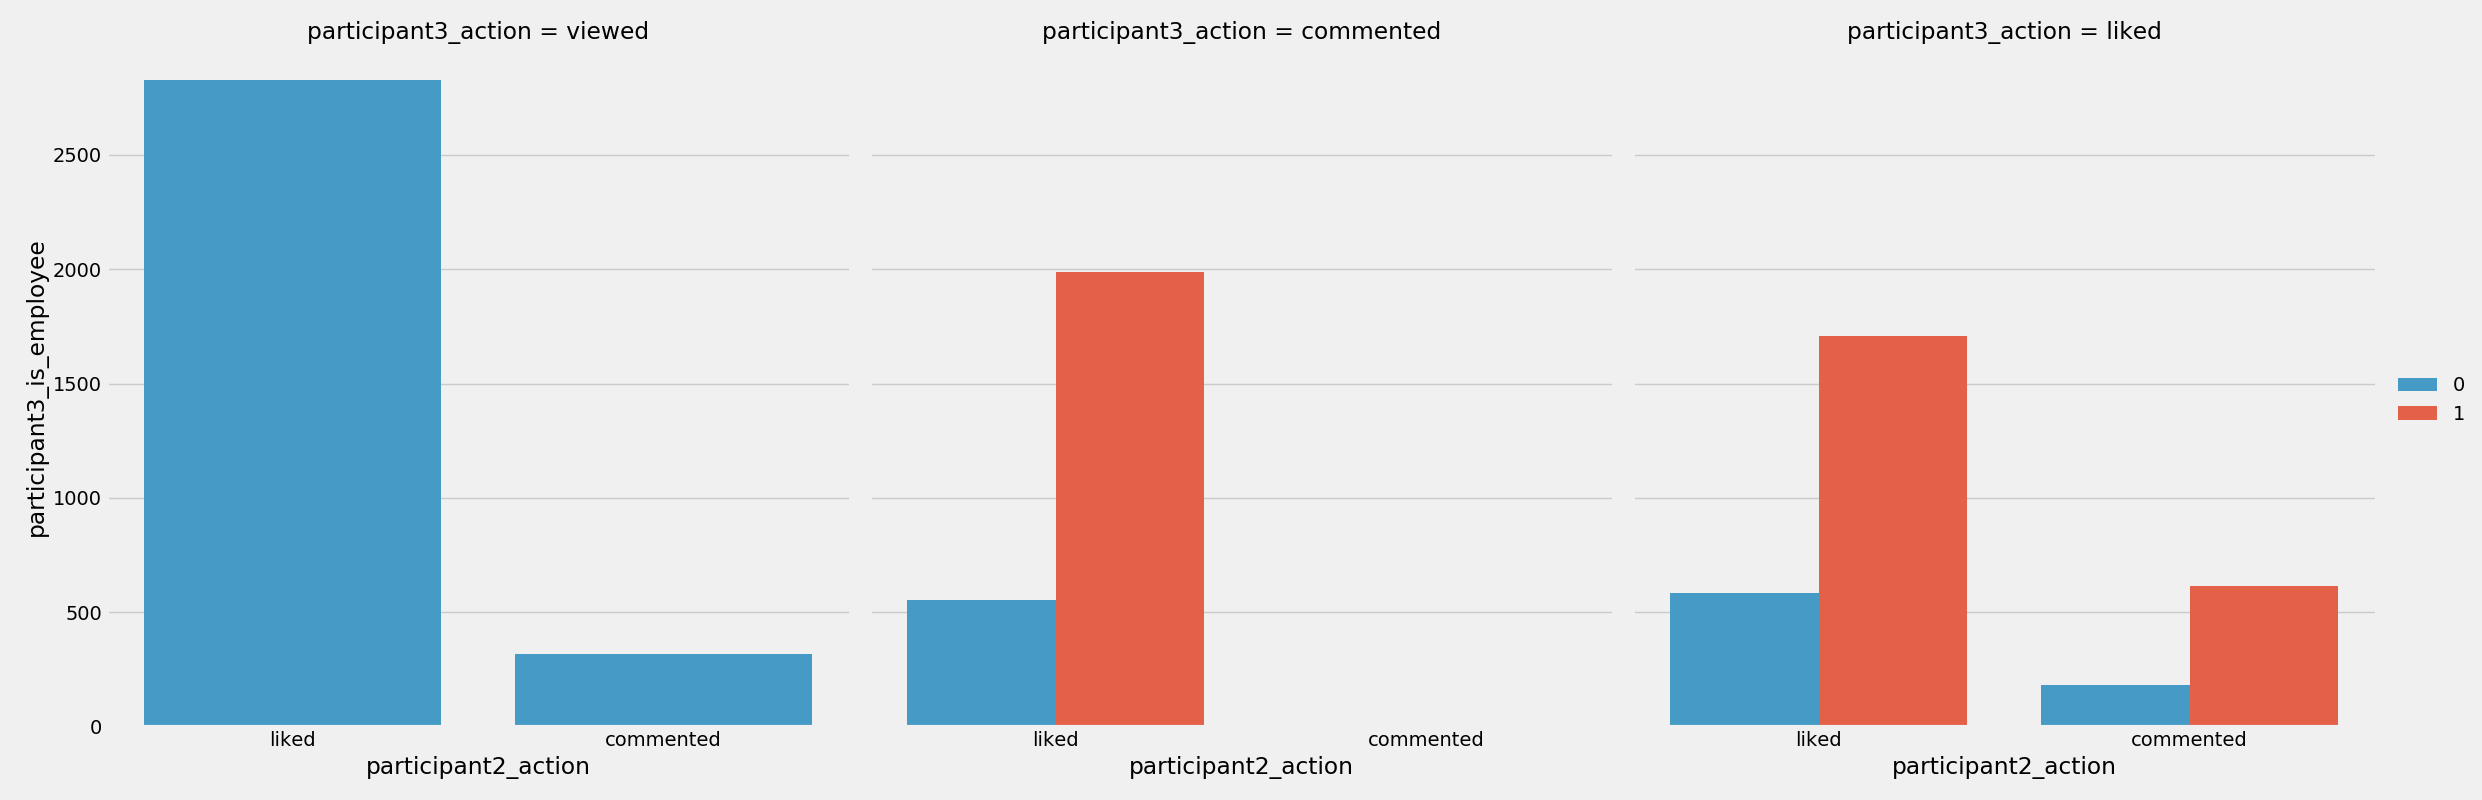 participant3_action = viewed
participant3_action = commented
participant3_action = liked
participant3_is_employee
2500
2000
1500
1000
500
0
0
1
liked
commented
liked
commented
liked
commented
participant2_action
participant2_action
participant2_action